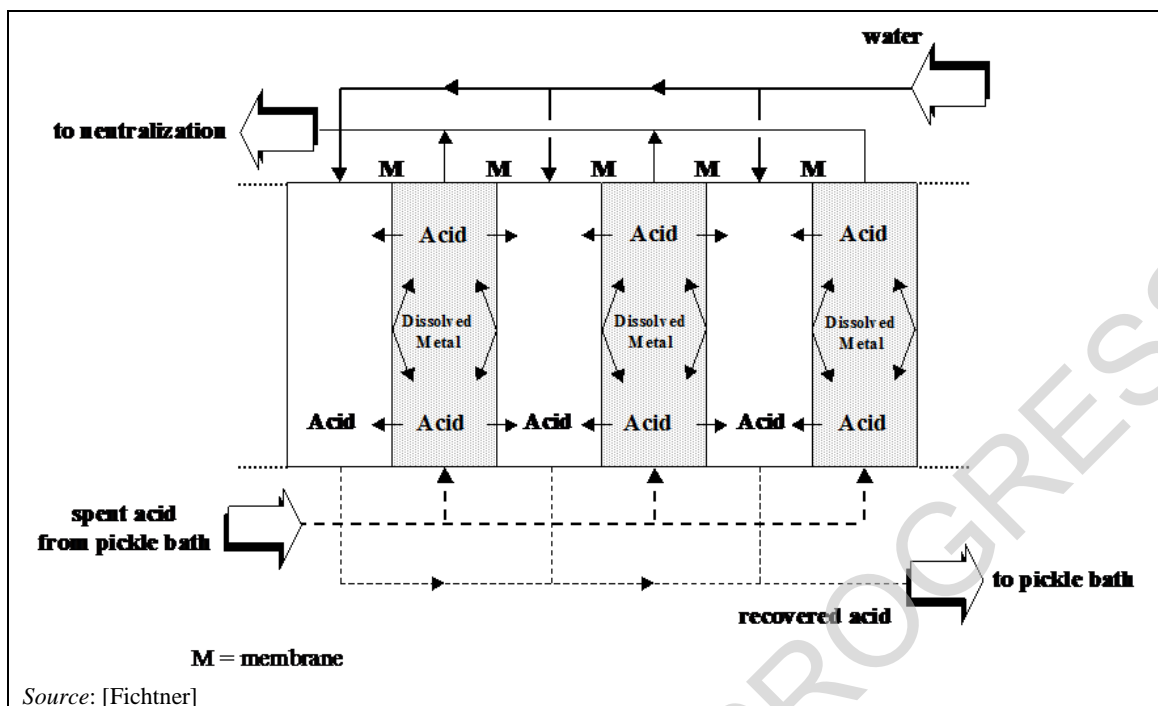 water
to neutralization
M M M M M
Acid Acid Acid
Dissolved Dissolved Dissolved
Metal Metal Metal
Acid Acid Acid Acid Acid Acid
spent acid
from pickle bath
to pickle bath
recovered acid
M = membrane
Source: [Fichtner]
PROGRESS